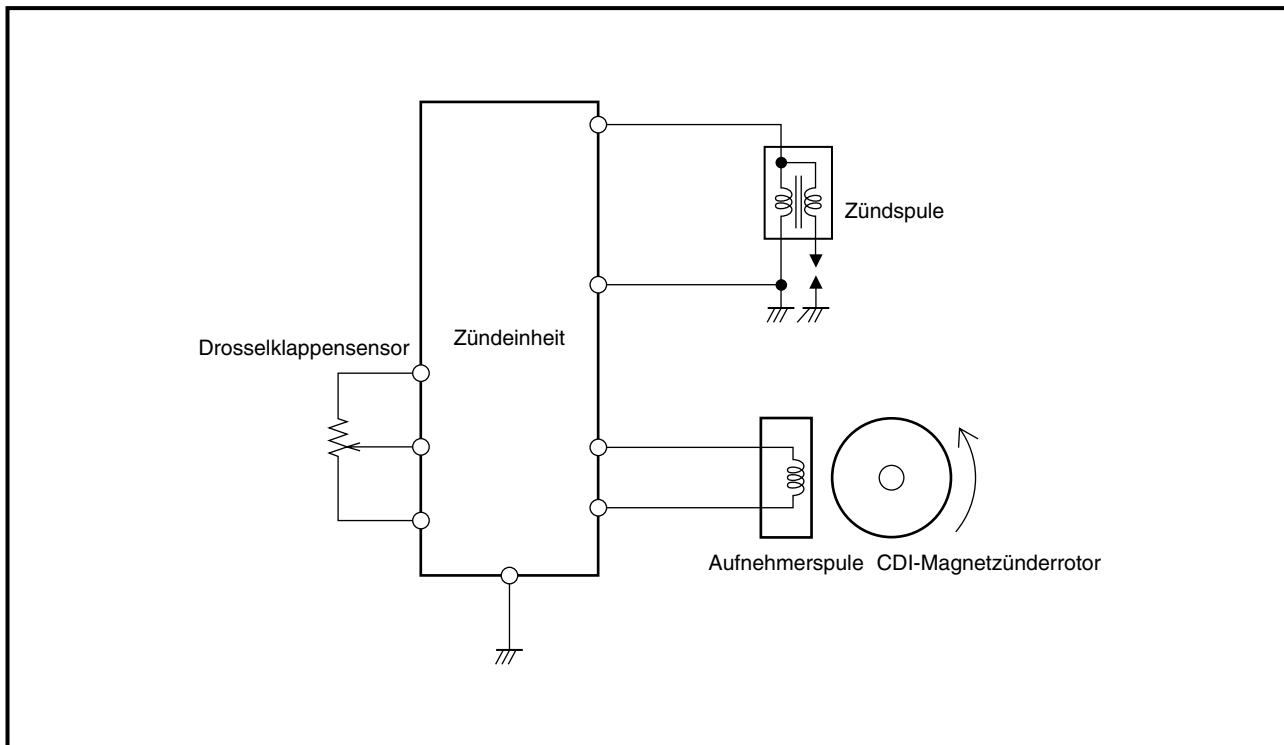 Zündspule
Drosselklappensensor
Zündeinheit
Aufnehmerspule
CDI-Magnetzünderrotor